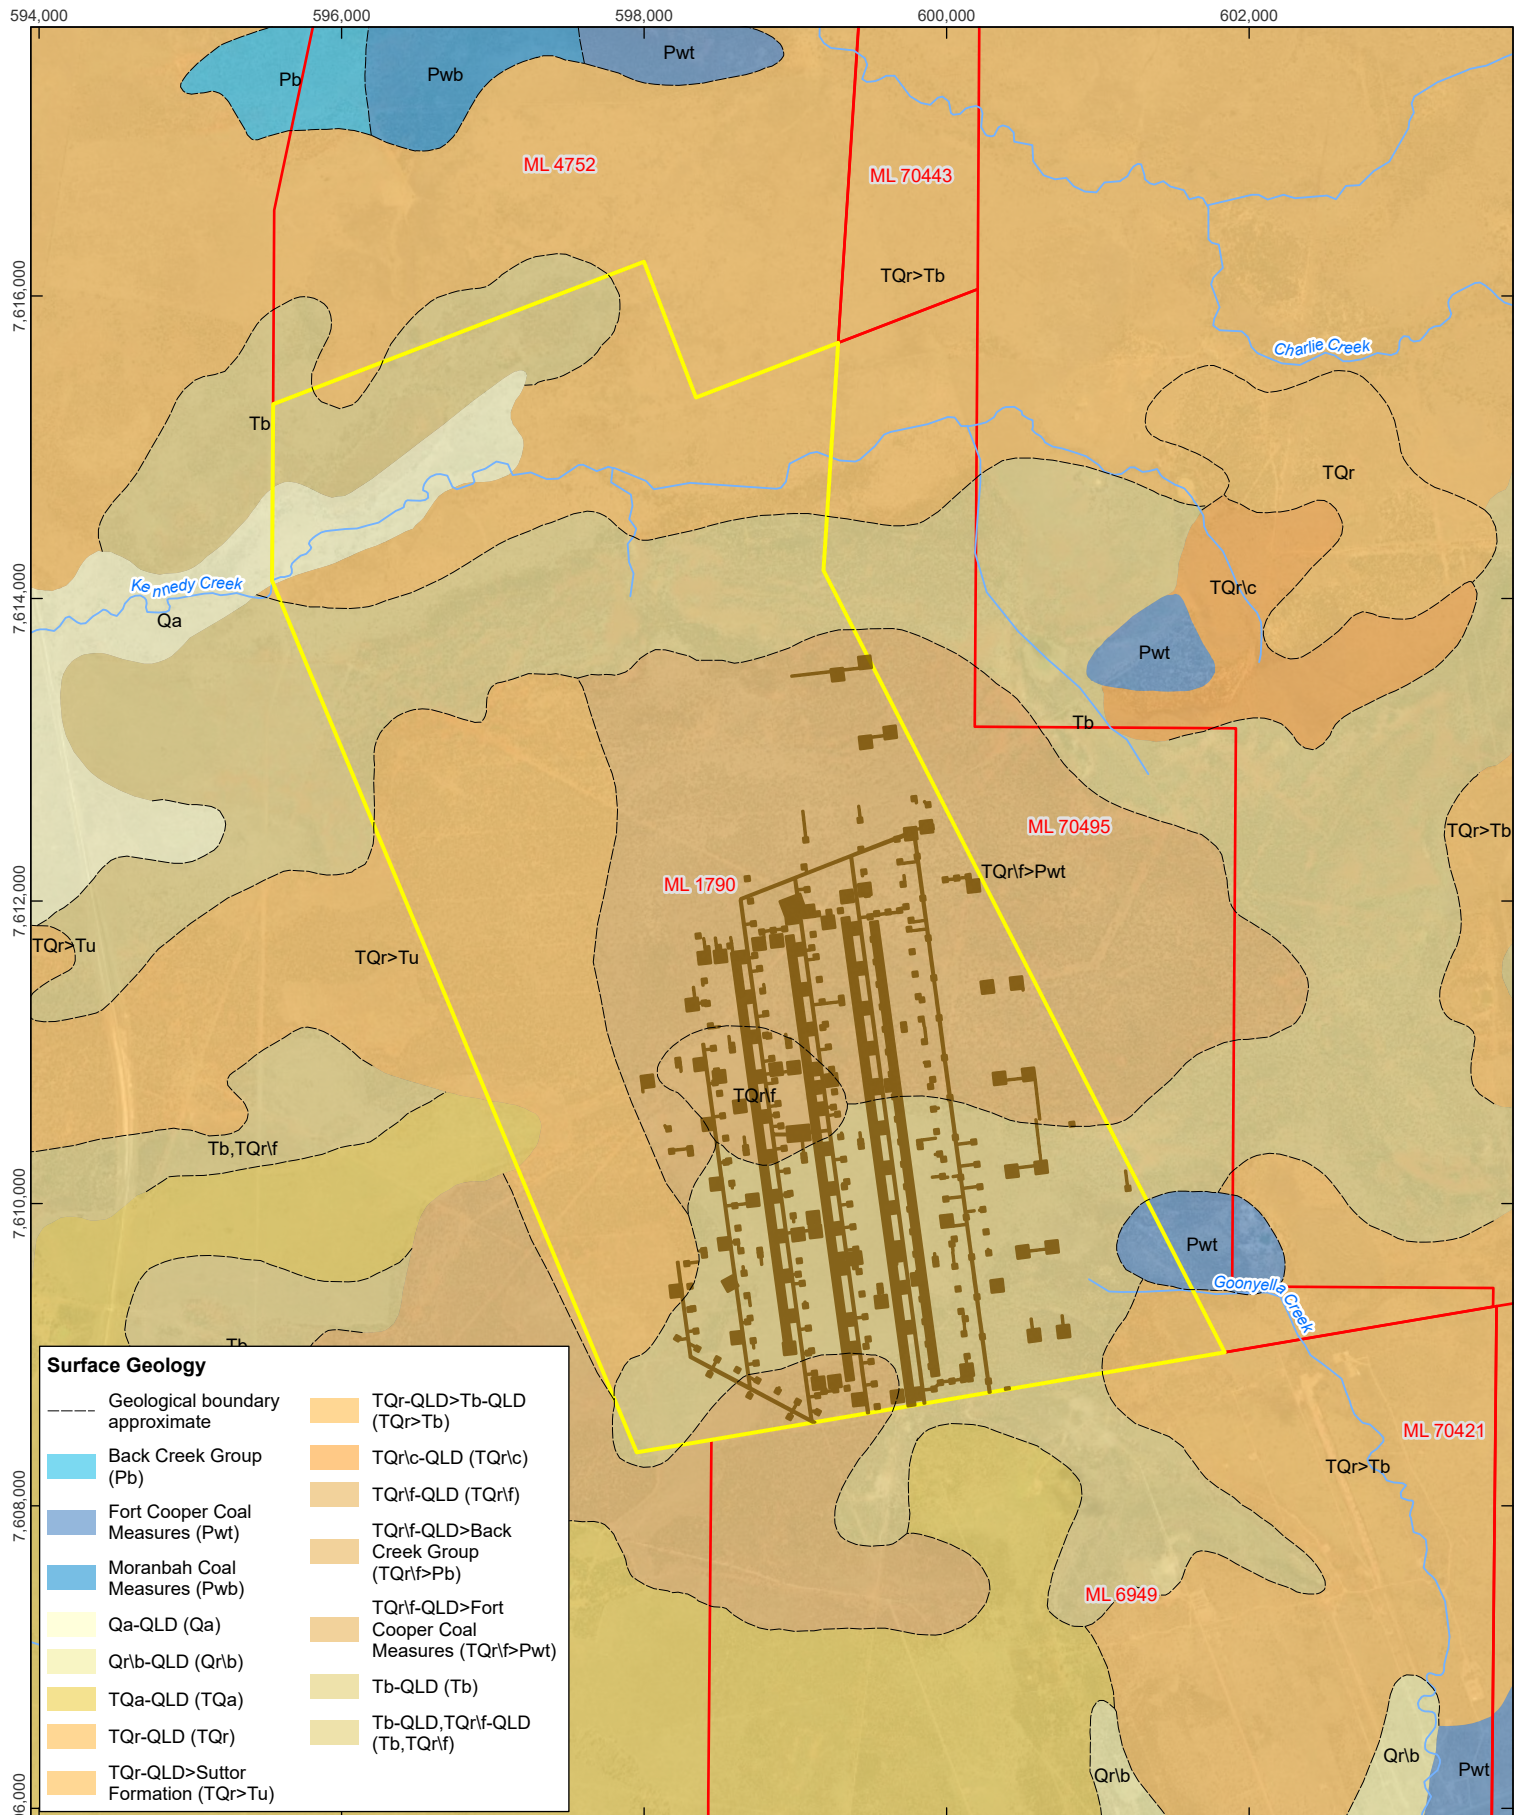 594,000
596,000
598,000
600,000
602,000
Pb
Pwb
Pwt
ML 4752
ML 70443
TQr>Tb
7,616,000
Charlie Creek
Tb
TQr
TQr\c
Kennedy Creek
Qa
7,614,000
Pwt
Tb
ML 70495
TQr>Tb
TQr\f>Pwt
ML 1790
7,612,000
TQr>Tu
TQr>Tu
TQr\f
Tb,TQr\f
7,610,000
Pwt
Goonyella Creek
Tb
ML 70421
TQr>Tb
7,608,000
ML 6949
Qr\b
Qr\b
Pwt
Surface Geology
Geological boundary
approximate
Back Creek Group
(Pb)
Fort Cooper Coal
Measures (Pwt)
Moranbah Coal
Measures (Pwb)
Qa-QLD (Qa)
Qr\b-QLD (Qr\b)
TQa-QLD (TQa)
TQr-QLD (TQr)
TQr-QLD>Suttor
Formation (TQr>Tu)
TQr-QLD>Tb-QLD
(TQr>Tb)
TQr\c-QLD (TQr\c)
TQr\f-QLD (TQr\f)
TQr\f-QLD>Back
Creek Group
(TQr\f>Pb)
TQr\f-QLD>Fort
Cooper Coal
Measures (TQr\f>Pwt)
Tb-QLD (Tb)
Tb-QLD,TQr\f-QLD
(Tb,TQr\f)